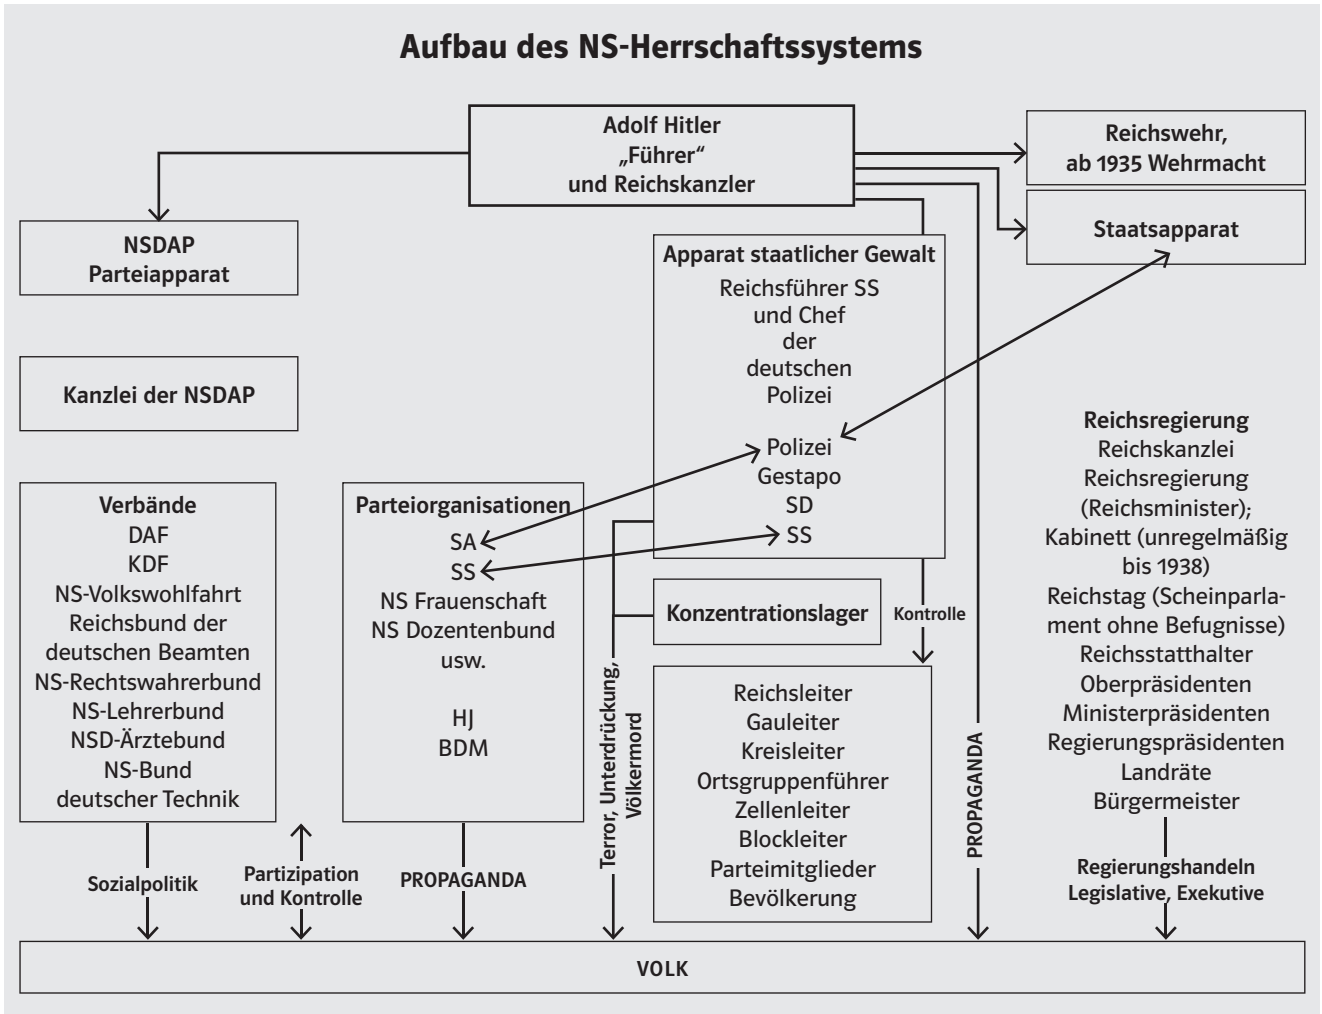 Aufbau des NS-Herrschaftssystems
Adolf Hitler
„Führer“
und Reichskanzler
Reichswehr,
ab 1935 Wehrmacht
Staatsapparat
NSDAP
Parteiapparat
Kanzlei der NSDAP
Apparat staatlicher Gewalt
Reichsführer SS
und Chef
der
deutschen
Polizei
Polizei
Gestapo
SD
SS
Verbände
DAF
KDF
NS-Volkswohlfahrt
Reichsbund der
deutschen Beamten
NS-Rechtswahrerbund
NS-Lehrerbund
NSD-Ärztebund
NS-Bund
deutscher Technik
Parteiorganisationen
SA
SS
NS Frauenschaft
NS Dozentenbund
usw.
HJ
BDM
Konzentrationslager
Kontrolle
Reichsleiter
Gauleiter
Kreisleiter
Ortsgruppenführer
Zellenleiter
Blockleiter
Parteimitglieder
Bevölkerung
Reichsregierung
Reichskanzlei
Reichsregierung
(Reichsminister);
Kabinett (unregelmäßig
bis 1938)
Reichstag (Scheinparla-
ment ohne Befugnisse)
Reichsstatthalter
Oberpräsidenten
Ministerpräsidenten
Regierungspräsidenten
Landräte
Bürgermeister
Sozialpolitik
Partizipation
und Kontrolle
PROPAGANDA
Terror, Unterdrückung,
Völkermord
PROPAGANDA
Regierungshandeln
Legislative, Exekutive
VOLK